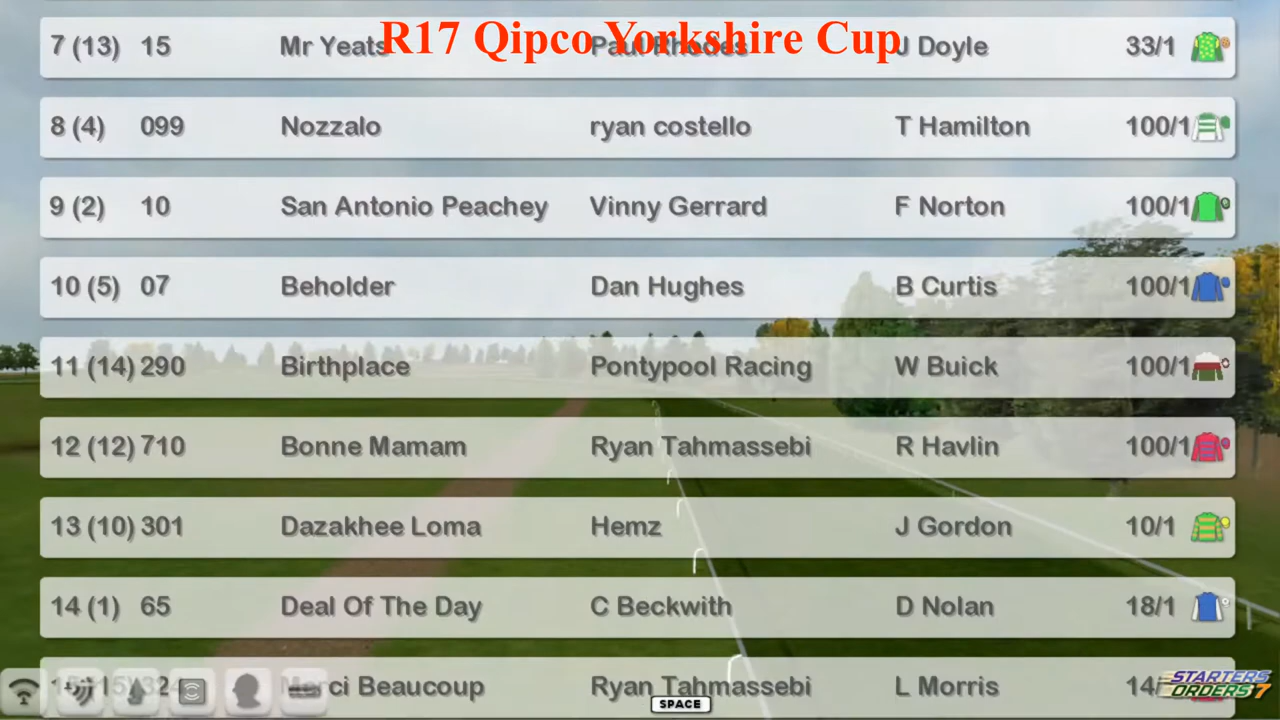 R17 Qipco Yorkshire Cup
7 (13) 15 Mr Yeats Paul Rhodes J Doyle 33/1
8 (4) 099 Nozzalo ryan costello T Hamilton 100/1
9 (2) 10 San Antonio Peachey Vinny Gerrard F Norton 100/1
10 (5) 07 Beholder Dan Hughes B Curtis 100/1
11 (14) 290 Birthplace Pontypool Racing W Buick 100/1
12 (12) 710 Bonne Mamam Ryan Tahmassebi R Havlin 100/1
13 (10) 301 Dazakhee Loma Hemz J Gordon 10/1
14 (1) 65 Deal Of The Day C Beckwith D Nolan 18/1
Merci Beaucoup Ryan Tahmassebi L Morris
SPACE
STARTERS
ORDERS 7